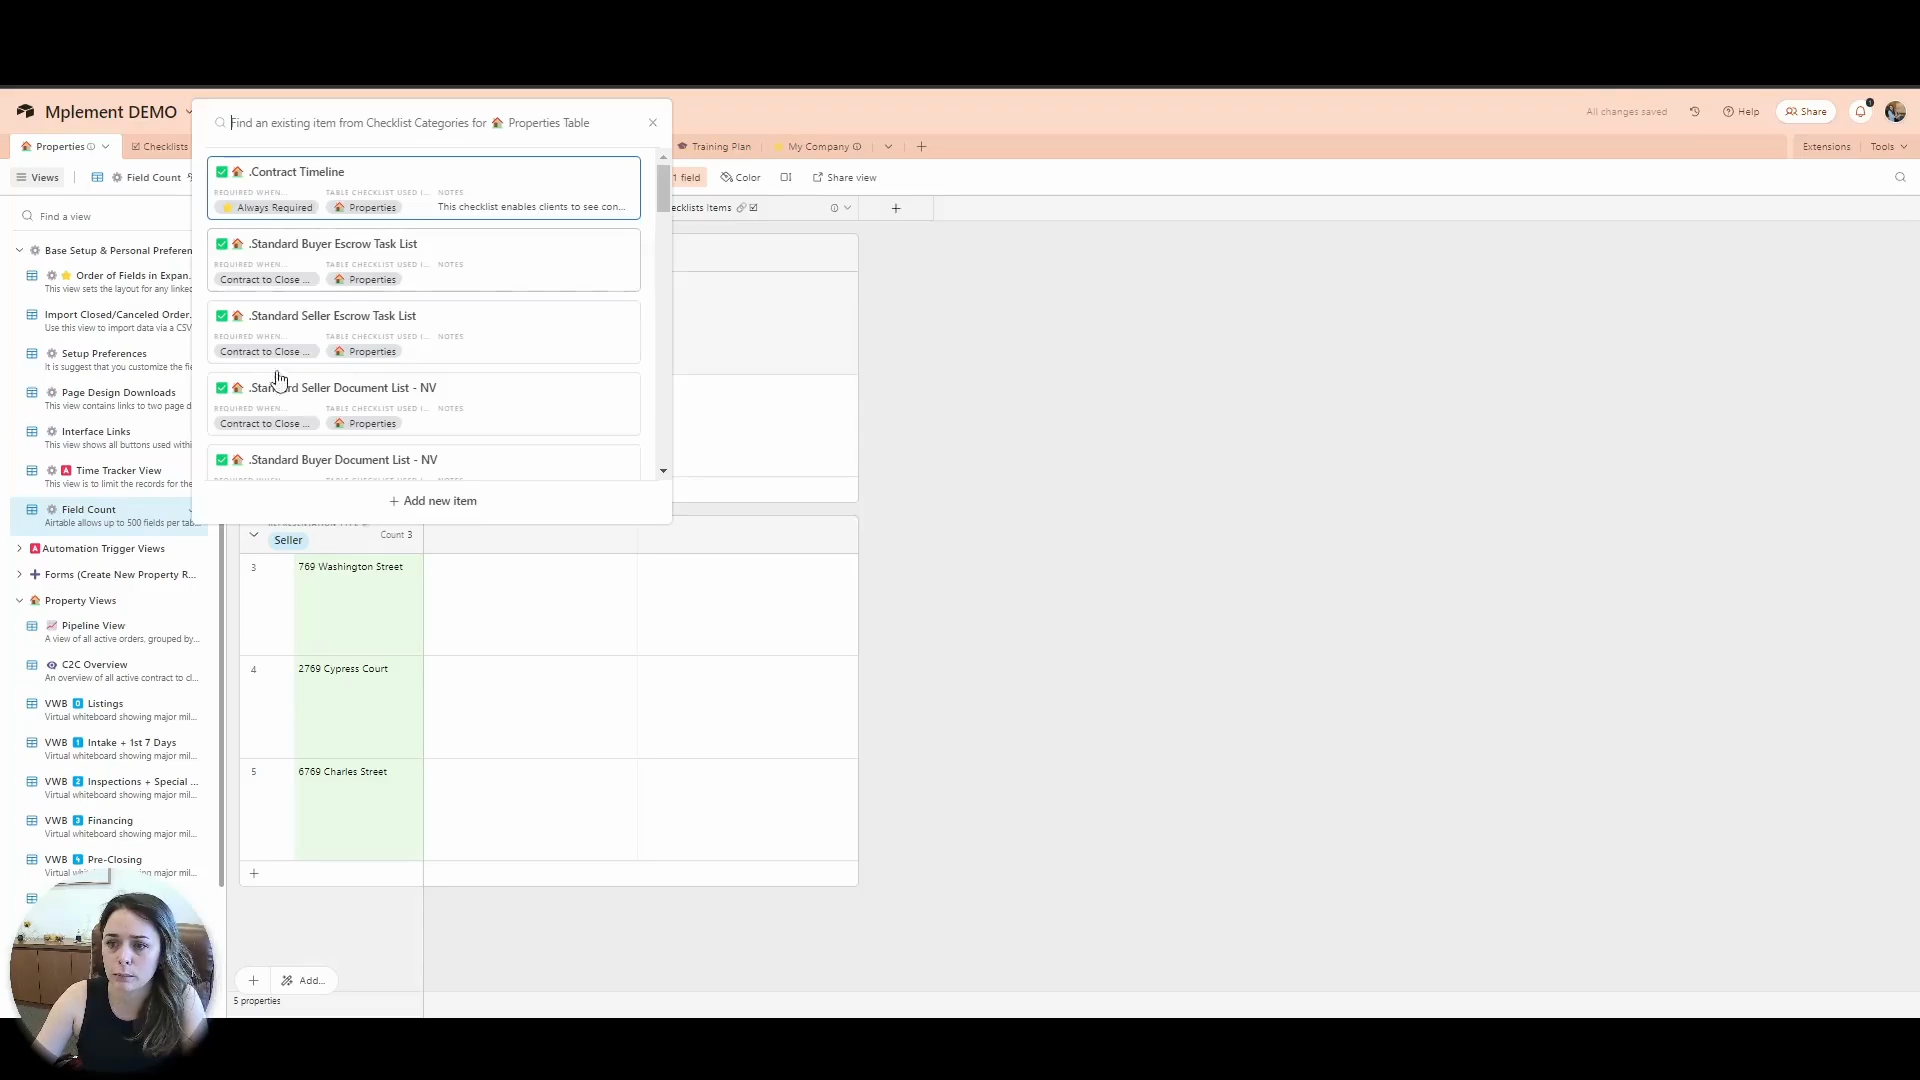 Mplement DEMO
All changes saved
Help
Share
1
Properties
Checklists
Training Plan
My Company
Extensions
Tools
Views
Field Count
1 field
Color
Share view
Find an existing item from Checklist Categories for Properties Table
.Contract Timeline
REQUIRED WHEN...
TABLE CHECKLIST USED I...
NOTES
Always Required
Properties
This checklist enables clients to see con...
.Standard Buyer Escrow Task List
REQUIRED WHEN...
TABLE CHECKLIST USED I...
NOTES
Contract to Close ...
Properties
.Standard Seller Escrow Task List
REQUIRED WHEN...
TABLE CHECKLIST USED I...
NOTES
Contract to Close ...
Properties
.Standard Seller Document List - NV
REQUIRED WHEN...
TABLE CHECKLIST USED I...
NOTES
Contract to Close ...
Properties
.Standard Buyer Document List - NV
+ Add new item
Find a view
Base Setup & Personal Preferen
Order of Fields in Expan.
This view sets the layout for any linked
Import Closed/Canceled Order.
Use this view to import data via a CSV
Setup Preferences
It is suggest that you customize the fie
Page Design Downloads
This view contains links to two page d
Interface Links
This view shows all buttons used withi
Time Tracker View
This view is to limit the records for the
Field Count
Airtable allows up to 500 fields per tab
Automation Trigger Views
Forms (Create New Property R...
Property Views
Pipeline View
A view of all active orders, grouped by...
C2C Overview
An overview of all active contract to cl...
VWB 0 Listings
Virtual whiteboard showing major mil...
VWB 1 Intake + 1st 7 Days
Virtual whiteboard showing major mil...
VWB 2 Inspections + Special ...
Virtual whiteboard showing major mil...
VWB 3 Financing
Virtual whiteboard showing major mil...
VWB 4 Pre-Closing
ecklists Items
Seller
Count 3
3
769 Washington Street
4
2769 Cypress Court
5
6769 Charles Street
+
+
Add...
5 properties